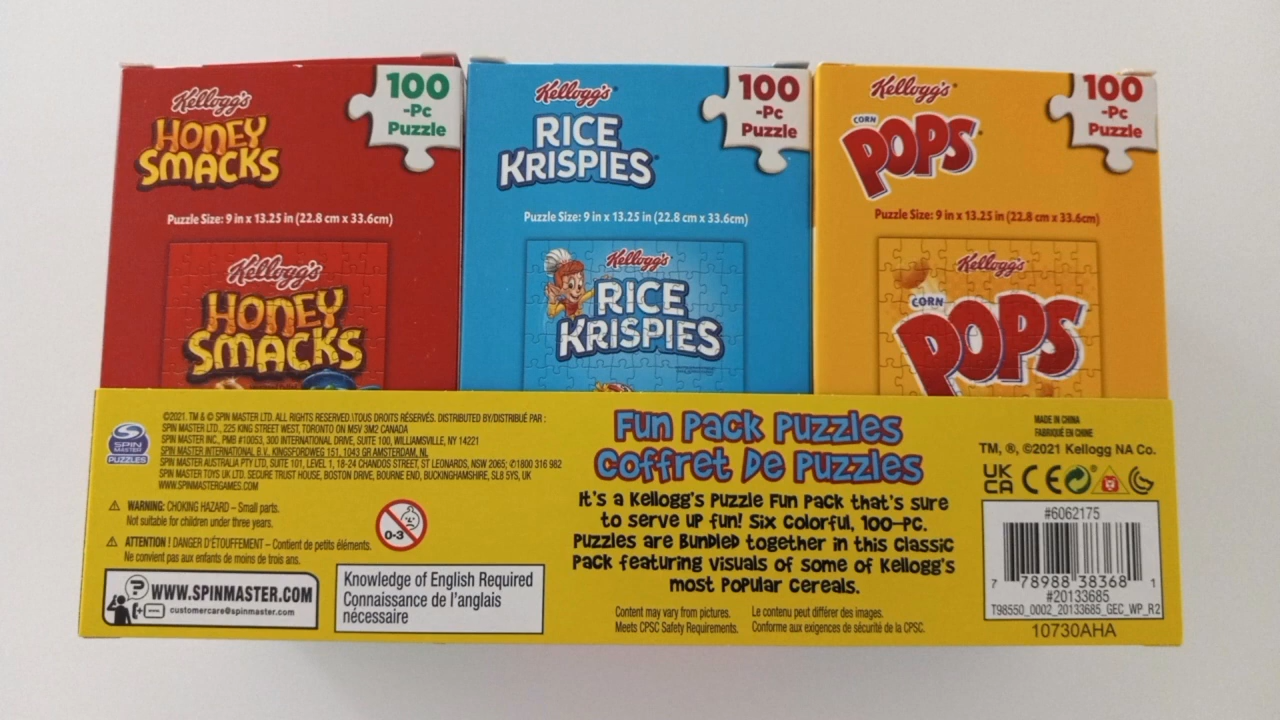 Kellogg's
HONEY
SMACKS
100
-Pc
Puzzle
Puzzle Size: 9 in x 13.25 in (22.8 cm x 33.6cm)
Kellogg's
HONEY
SMACKS
Kellogg's®
RICE
KRISPIES®
100
-Pc
Puzzle
Puzzle Size: 9 in x 13.25 in (22.8 cm x 33.6cm)
Kellogg's
RICE
KRISPIES
Kellogg's®
CORN
POPS
100
-Pc
Puzzle
Puzzle Size: 9 in x 13.25 in (22.8 cm x 33.6cm)
Kellogg's
CORN
POPS
SPIN
MASTER
PUZZLES
©2021. TM & © SPIN MASTER LTD. ALL RIGHTS RESERVED.\TOUS DROITS RÉSERVÉS. DISTRIBUTED BY/DISTRIBUÉ PAR :
SPIN MASTER LTD., 225 KING STREET WEST, TORONTO ON M5V 3M2 CANADA
SPIN MASTER INC., PMB #10053, 300 INTERNATIONAL DRIVE, SUITE 100, WILLIAMSVILLE, NY 14221
SPIN MASTER INTERNATIONAL B.V., KINGSFORDWEG 151, 1043 GR AMSTERDAM, NL
SPIN MASTER AUSTRALIA PTY LTD, SUITE 101, LEVEL 1, 18-24 CHANDOS STREET, ST LEONARDS, NSW 2065; ✆1800 316 982
SPIN MASTER TOYS UK LTD. SECURE TRUST HOUSE, BOSTON DRIVE, BOURNE END, BUCKINGHAMSHIRE, SL8 5YS, UK
WWW.SPINMASTERGAMES.COM
⚠ WARNING: CHOKING HAZARD – Small parts.
Not suitable for children under three years.
⚠ ATTENTION ! DANGER D'ÉTOUFFEMENT – Contient de petits éléments.
Ne convient pas aux enfants de moins de trois ans.
0-3
WWW.SPINMASTER.COM
customercare@spinmaster.com
Knowledge of English Required
Connaissance de l'anglais
nécessaire
Fun Pack Puzzles
Coffret De Puzzles
It's a Kellogg's Puzzle Fun Pack that's sure
to serve up fun! Six Colorful, 100-PC.
Puzzles are Bundled together in this Classic
Pack featuring visuals of some of Kellogg's
most Popular Cereals.
Content may vary from pictures.
Meets CPSC Safety Requirements.
Le contenu peut différer des images.
Conforme aux exigences de sécurité de la CPSC.
MADE IN CHINA
FABRIQUÉ EN CHINE
TM, ®, ©2021 Kellogg NA Co.
UK
CA CE
#6062175
7 78988 38368 1
#20133685
T98550_0002_20133685_GEC_WP_R2
10730AHA